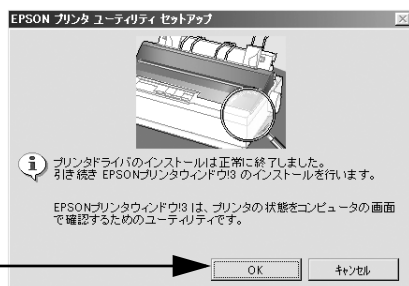 EPSON プリンタ ユーティリティ セットアップ
プリンタドライバのインストールは正常に終了しました。
引き続き EPSONプリンタウィンドウ!3 のインストールを行います。
EPSONプリンタウィンドウ!3 は、プリンタの状態をコンピュータの画面
で確認するためのユーティリティです。
OK
キャンセル